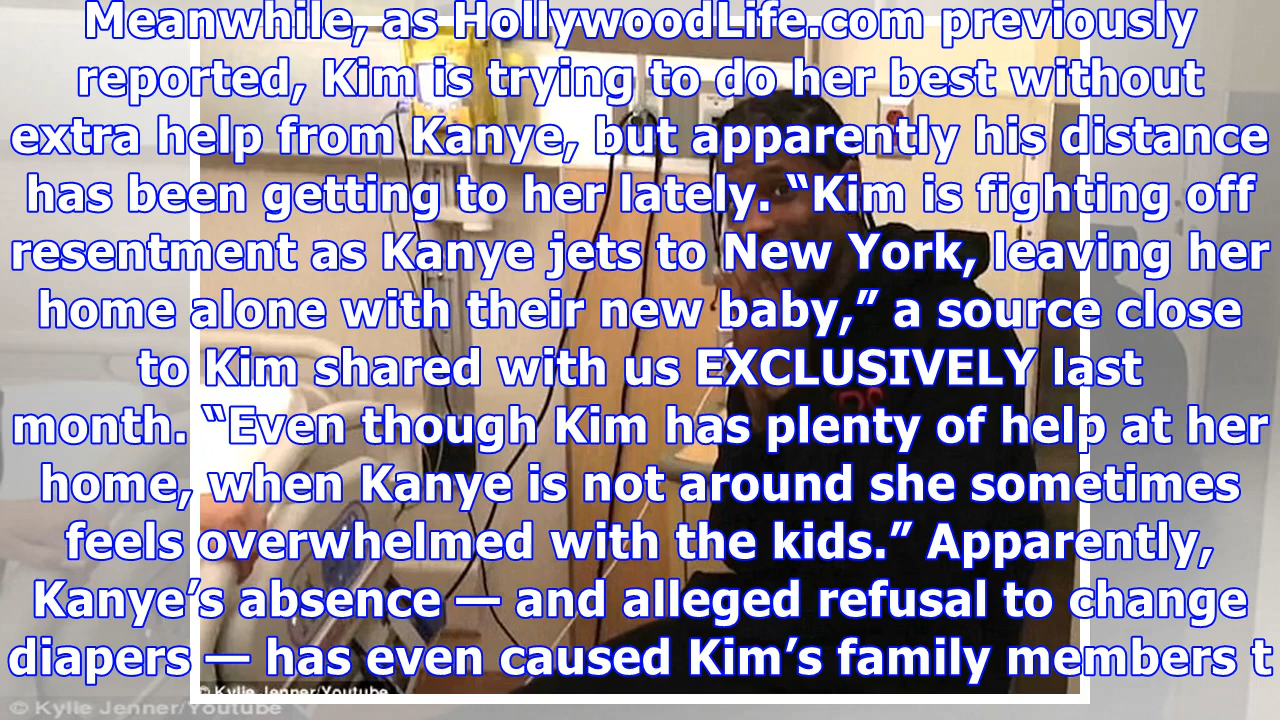 Meanwhile, as HollywoodLife.com previously
reported, Kim is trying to do her best without
extra help from Kanye, but apparently his distance
has been getting to her lately. “Kim is fighting off
resentment as Kanye jets to New York, leaving her
home alone with their new baby,” a source close
to Kim shared with us EXCLUSIVELY last
month. “Even though Kim has plenty of help at her
home, when Kanye is not around she sometimes
feels overwhelmed with the kids.” Apparently,
Kanye’s absence — and alleged refusal to change
diapers — has even caused Kim’s family members t
© Kylie Jenner/Youtube
© Kylie Jenner/Youtube